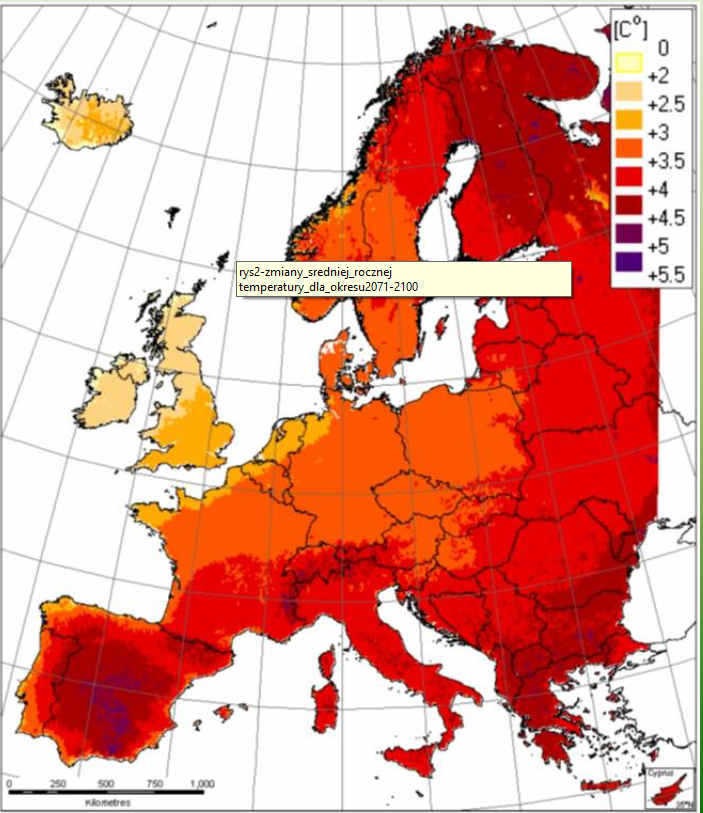 [C°]
0
+2
+2.5
+3
+3.5
+4
+4.5
+5
+5.5
rys2-zmiany_sredniej_rocznej
temperatury_dla_okresu2071-2100
0 250 500 750 1,000
Kilometres
Cyprus
35°N